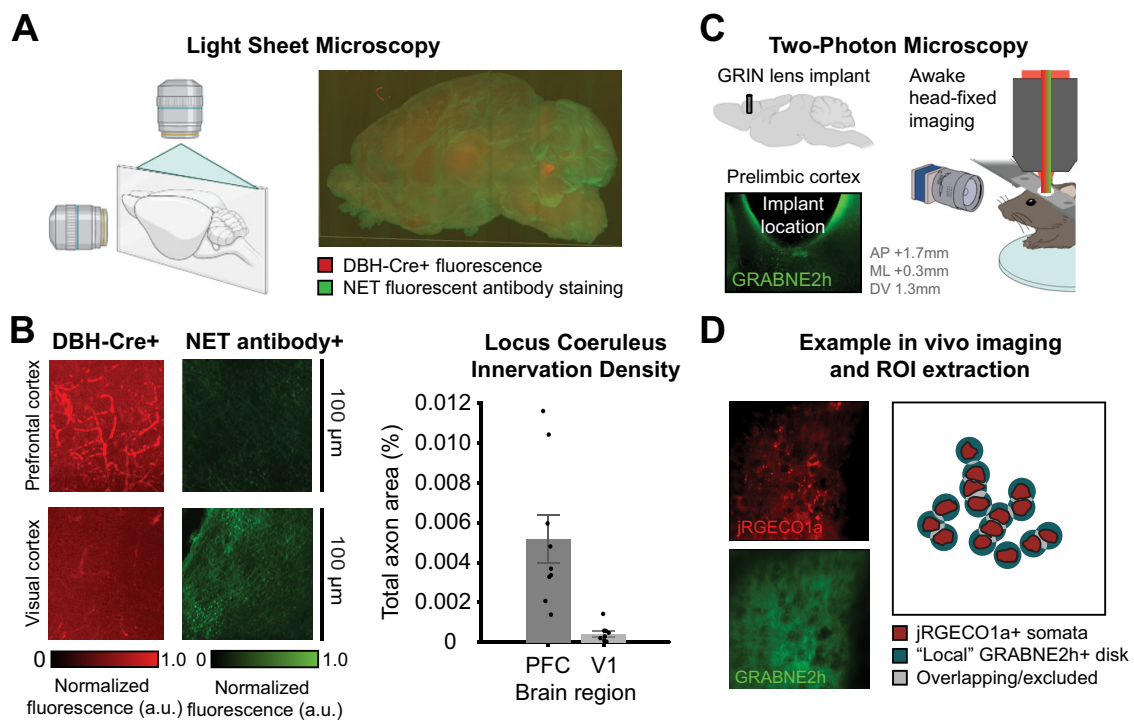 A
Light Sheet Microscopy
DBH-Cre+ fluorescence
NET fluorescent antibody staining
B
DBH-Cre+
NET antibody+
Prefrontal cortex
100 µm
Visual cortex
100 µm
0
1.0
0
1.0
Normalized
fluorescence (a.u.)
Normalized
fluorescence (a.u.)
Locus Coeruleus
Innervation Density
Total axon area (%)
0.012
0.010
0.008
0.006
0.004
0.002
0
PFC
V1
Brain region
C
Two-Photon Microscopy
GRIN lens implant
Awake
head-fixed
imaging
Prelimbic cortex
Implant
location
GRABNE2h
AP +1.7mm
ML +0.3mm
DV 1.3mm
D
Example in vivo imaging
and ROI extraction
jRGECO1a
GRABNE2h
jRGECO1a+ somata
“Local” GRABNE2h+ disk
Overlapping/excluded